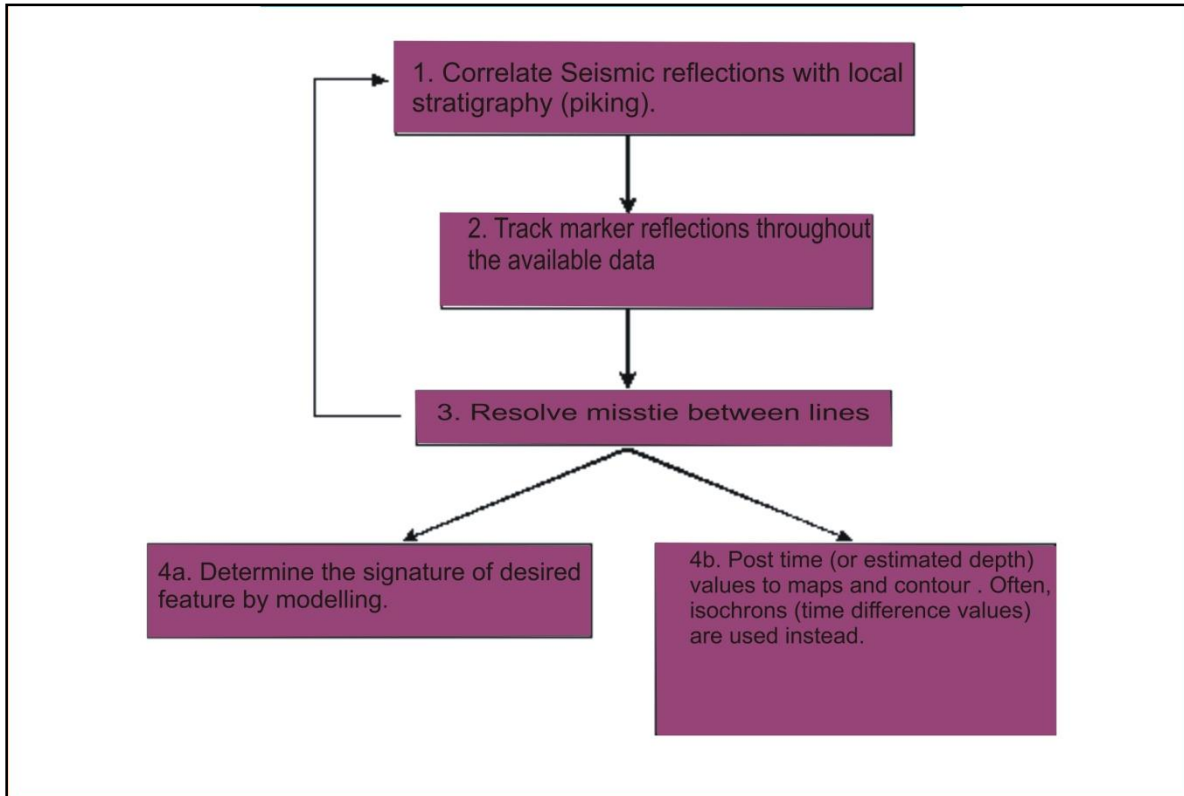 1. Correlate Seismic reflections with local
stratigraphy (piking).
2. Track marker reflections throughout
the available data
3. Resolve misstie between lines
4a. Determine the signature of desired
feature by modelling.
4b. Post time (or estimated depth)
values to maps and contour . Often,
isochrons (time difference values)
are used instead.